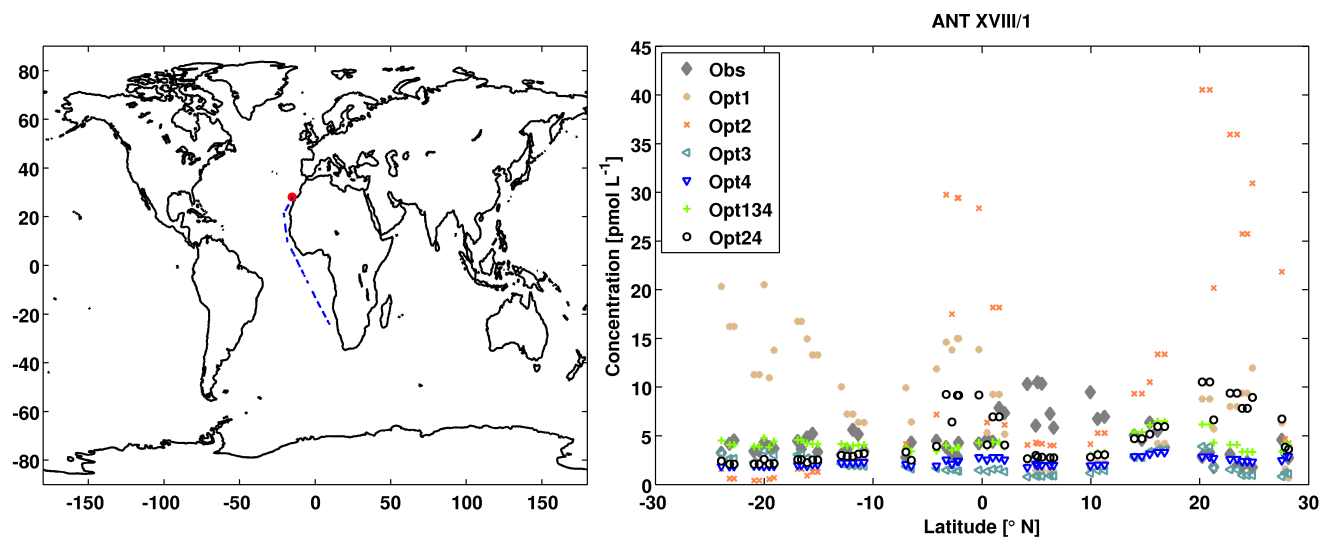 ANT XVIII/1
80
60
40
20
0
-20
-40
-60
-80
-150 -100 -50 0 50 100 150
Concentration [pmol L-1]
45
40
35
30
25
20
15
10
5
0
Obs
Opt1
Opt2
Opt3
Opt4
Opt134
Opt24
-30 -20 -10 0 10 20 30
Latitude [° N]